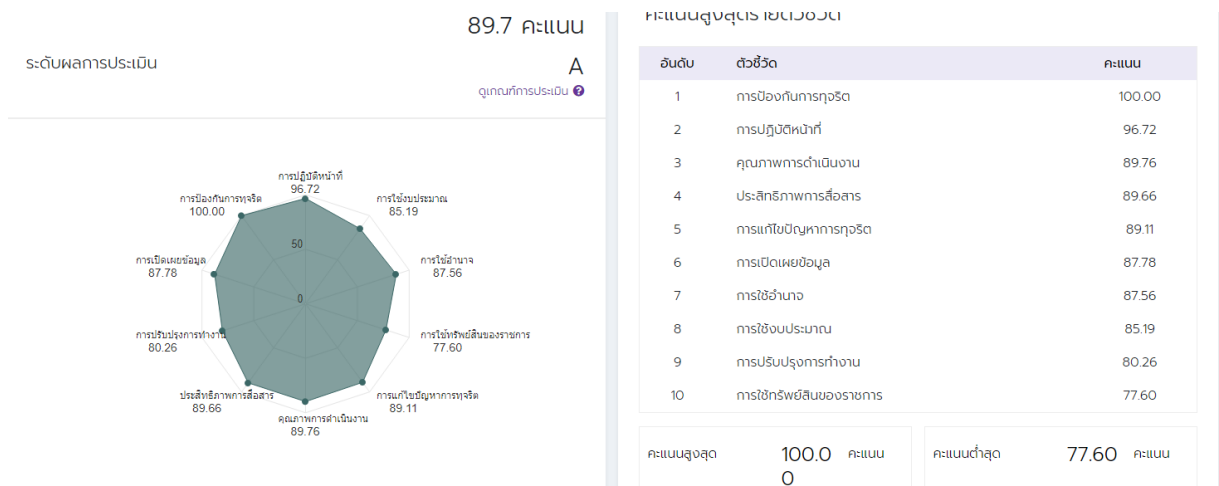 89.7 คะแนน
ระดับผลการประเมิน
A
ดูเกณฑ์การประเมิน
การปฏิบัติหน้าที่
96.72
การป้องกันการทุจริต
100.00
การใช้งบประมาณ
85.19
50
การเปิดเผยข้อมูล
87.78
การใช้อำนาจ
87.56
0
การปรับปรุงการทำงาน
80.26
การใช้ทรัพย์สินของราชการ
77.60
ประสิทธิภาพการสื่อสาร
89.66
การแก้ไขปัญหาการทุจริต
89.11
คุณภาพการดำเนินงาน
89.76
คะแนนสูงสุดรายตัวชี้วัด
อันดับ ตัวชี้วัด คะแนน
1 การป้องกันการทุจริต 100.00
2 การปฏิบัติหน้าที่ 96.72
3 คุณภาพการดำเนินงาน 89.76
4 ประสิทธิภาพการสื่อสาร 89.66
5 การแก้ไขปัญหาการทุจริต 89.11
6 การเปิดเผยข้อมูล 87.78
7 การใช้อำนาจ 87.56
8 การใช้งบประมาณ 85.19
9 การปรับปรุงการทำงาน 80.26
10 การใช้ทรัพย์สินของราชการ 77.60
คะแนนสูงสุด 100.0 คะแนน
0
คะแนนต่ำสุด 77.60 คะแนน